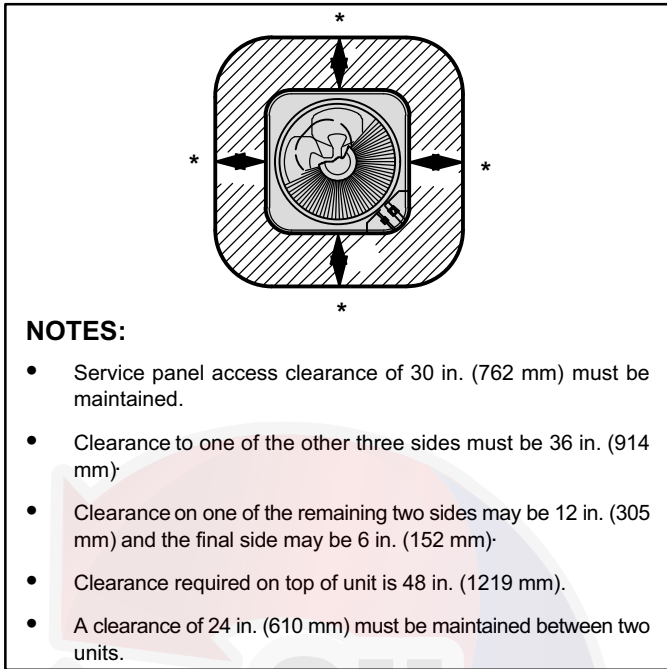 *
* *
*
NOTES:
• Service panel access clearance of 30 in. (762 mm) must be
maintained.
• Clearance to one of the other three sides must be 36 in. (914
mm)·
• Clearance on one of the remaining two sides may be 12 in. (305
mm) and the final side may be 6 in. (152 mm)·
• Clearance required on top of unit is 48 in. (1219 mm).
• A clearance of 24 in. (610 mm) must be maintained between two
units.